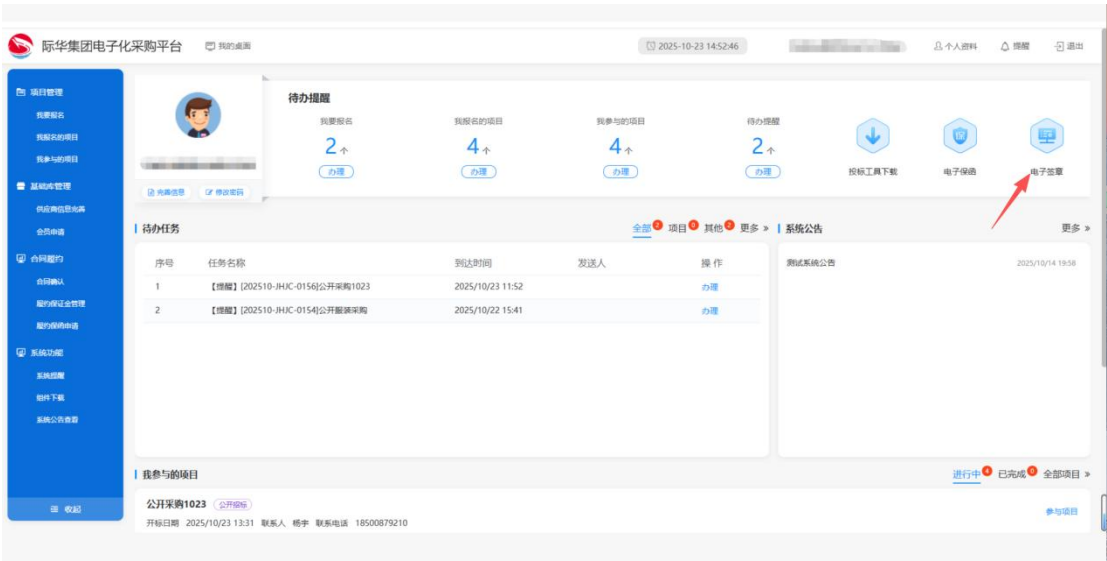 际华集团电子化采购平台 我的桌面 2025-10-23 14:52:46 个人资料 提醒 退出
项目管理
我要报名
我报名的项目
我参与的项目
基础库管理
供应商信息完善
会员申请
合同履约
合同确认
履约保证金管理
履约保函申请
系统功能
系统提醒
组件下载
系统公告查看
收起
完善信息 修改密码
待办提醒
我要报名 我报名的项目 我参与的项目 待办提醒
2个 4个 4个 2个
办理 办理 办理 办理
投标工具下载 电子保函 电子签章
待办任务 全部 2 项目 0 其他 2 更多 »
序号 任务名称 到达时间 发送人 操作
1 【提醒】[202510-JHJC-0156]公开采购1023 2025/10/23 11:52 办理
2 【提醒】[202510-JHJC-0154]公开服装采购 2025/10/22 15:41 办理
系统公告 更多 »
测试系统公告 2025/10/14 19:58
我参与的项目 进行中 4 已完成 0 全部项目 »
公开采购1023 公开招标
开标日期 2025/10/23 13:31 联系人 杨宇 联系电话 18500879210
参与项目